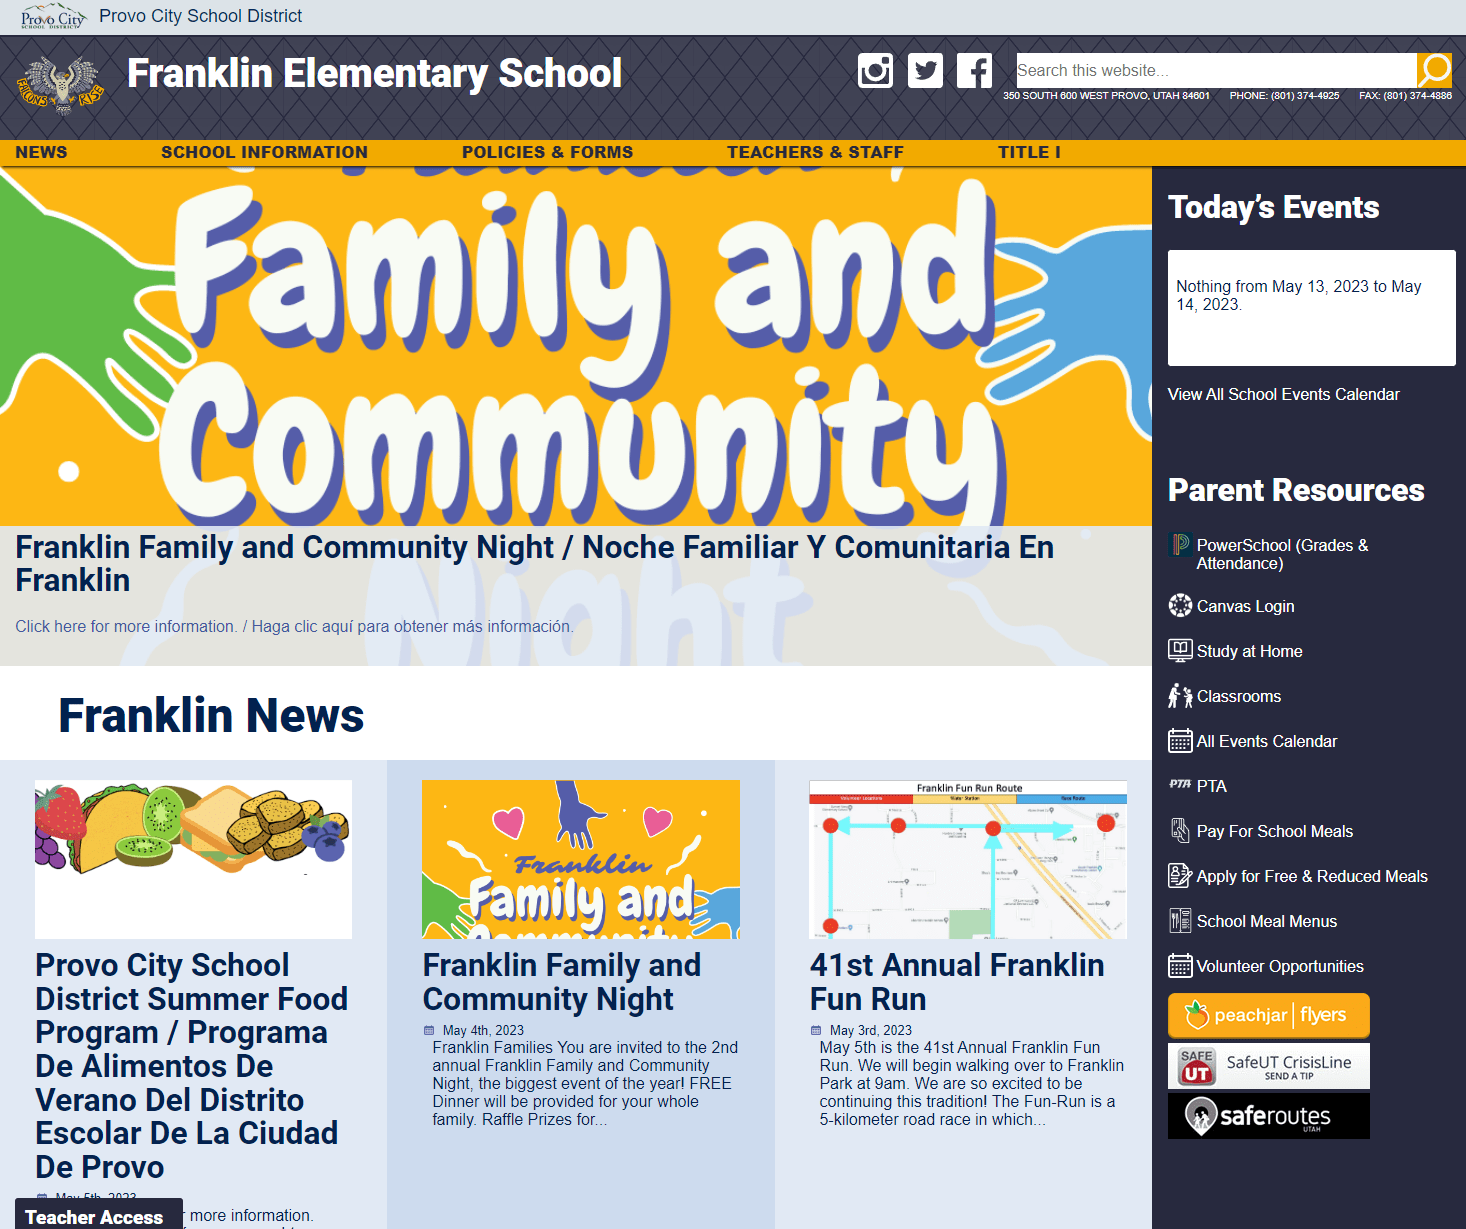 Provo City
SCHOOL DISTRICT
Provo City School District
FALCONS RISE
Franklin Elementary School
Search this website...
350 SOUTH 600 WEST PROVO, UTAH 84601 PHONE: (801) 374-4925 FAX: (801) 374-4886
NEWS SCHOOL INFORMATION POLICIES & FORMS TEACHERS & STAFF TITLE I
Family and
Community
Night
Franklin Family and Community Night / Noche Familiar Y Comunitaria En
Franklin
Click here for more information. / Haga clic aquí para obtener más información.
Today's Events
Nothing from May 13, 2023 to May
14, 2023.
View All School Events Calendar
Parent Resources
PowerSchool (Grades &
Attendance)
Canvas Login
Study at Home
Classrooms
All Events Calendar
PTA PTA
Pay For School Meals
Apply for Free & Reduced Meals
School Meal Menus
Volunteer Opportunities
peachjar | flyers
SAFE
UT
SafeUT CrisisLine
SEND A TIP
saferoutes
UTAH
Franklin News
Provo City School
District Summer Food
Program / Programa
De Alimentos De
Verano Del Distrito
Escolar De La Ciudad
De Provo
May 5th, 2023
r more information.
Franklin
Family and
Community
Franklin Family and
Community Night
May 4th, 2023
Franklin Families You are invited to the 2nd
annual Franklin Family and Community
Night, the biggest event of the year! FREE
Dinner will be provided for your whole
family. Raffle Prizes for...
Franklin Fun Run Route
Volunteer Locations Water Station Race Route
41st Annual Franklin
Fun Run
May 3rd, 2023
May 5th is the 41st Annual Franklin Fun
Run. We will begin walking over to Franklin
Park at 9am. We are so excited to be
continuing this tradition! The Fun-Run is a
5-kilometer road race in which...
Teacher Access